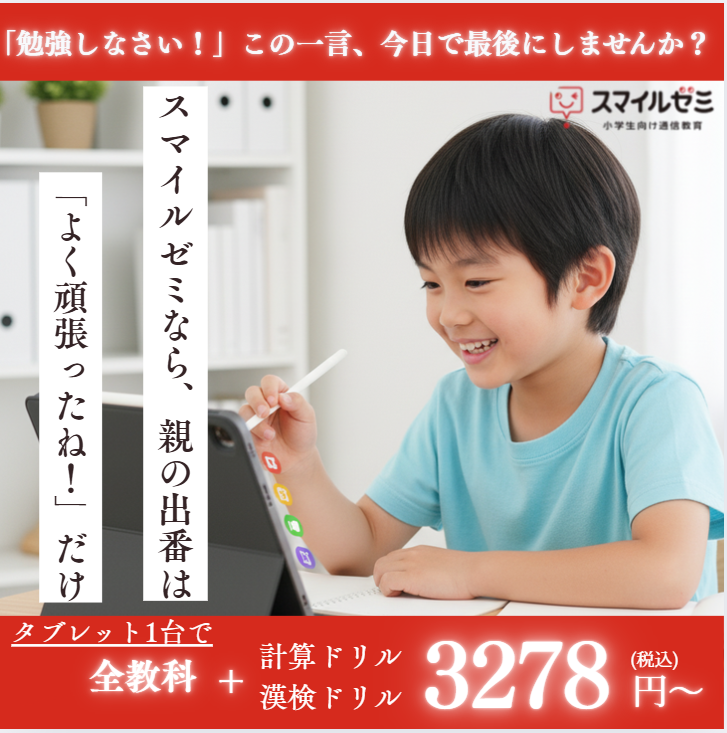 「勉強しなさい！」この一言、今日で最後にしませんか？
スマイルゼミ
小学生向け通信教育
スマイルゼミなら、親の出番は
「よく頑張ったね！」だけ
タブレット1台で
全教科
+
計算ドリル
漢検ドリル
3278
(税込)
円～